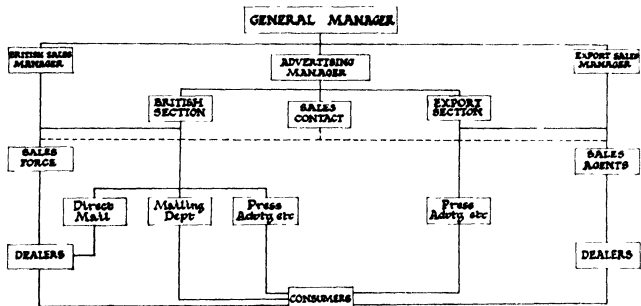 GENERAL MANAGER
BRITISH SALES
MANAGER
ADVERTISING
MANAGER
EXPORT SALES
MANAGER
BRITISH
SECTION
SALES
CONTACT
EXPORT
SECTION
SALES
FORCE
SALES
AGENTS
Direct
Mail
Mailing
Dept
Press
Advtg etc
Press
Advtg etc
DEALERS
DEALERS
CONSUMERS